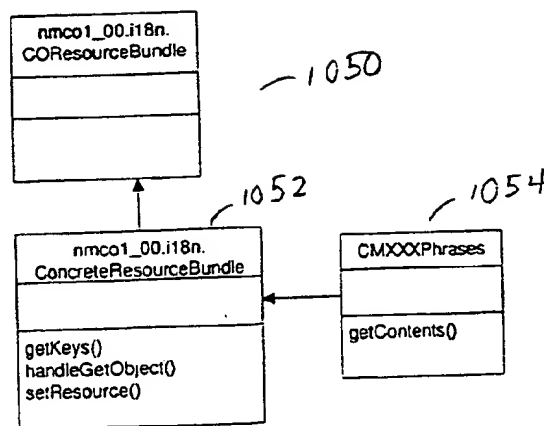 nmco1_00.i18n.
COResourceBundle
1050
1052
1054
nmco1_00.i18n.
ConcreteResourceBundle
CMXXXPhrases
getKeys()
handleGetObject()
setResource()
getContents()